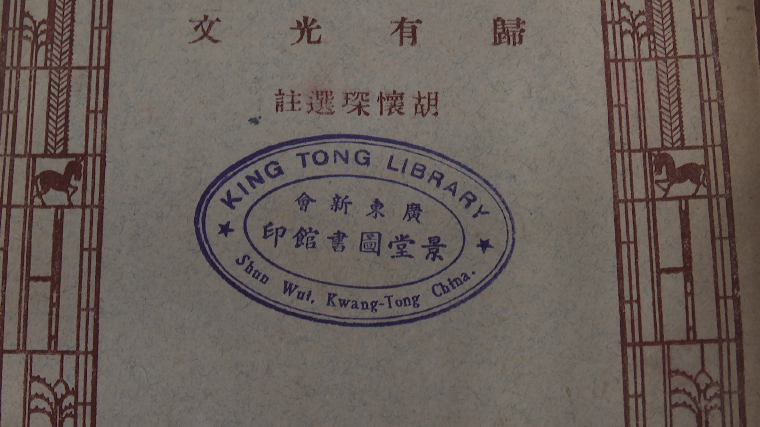 歸有光文
胡懷琛選註
KING TONG LIBRARY
廣東新會
景堂圖書館印
Shun Wui, Kwang-Tong China.